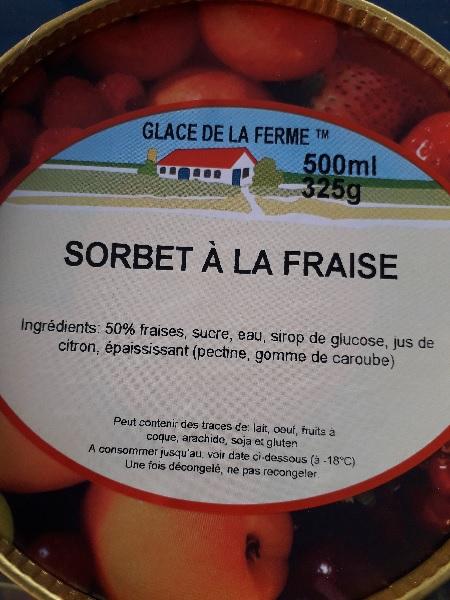 GLACE DE LA FERME ™
500ml
325g
SORBET À LA FRAISE
Ingrédients: 50% fraises, sucre, eau, sirop de glucose, jus de
citron, épaississant (pectine, gomme de caroube)
Peut contenir des traces de: lait, oeuf, fruits à
coque, arachide, soja et gluten
A consommer jusqu'au, voir date ci-dessous (à -18°C)
Une fois décongelé, ne pas recongeler.